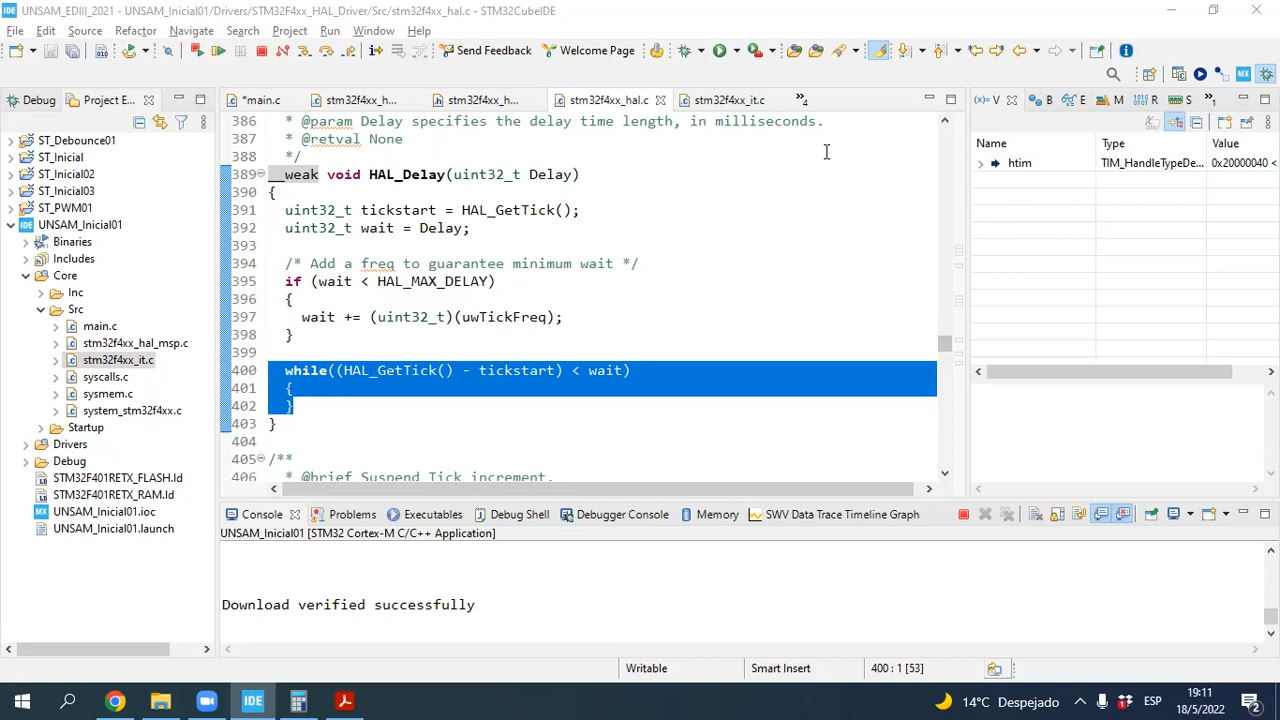 IDE UNSAM_EDIII_2021 - UNSAM_Inicial01/Drivers/STM32F4xx_HAL_Driver/Src/stm32f4xx_hal.c - STM32CubeIDE
File Edit Source Refactor Navigate Search Project Run Window Help
Send Feedback Welcome Page
MX
Debug Project E... *main.c stm32f4xx_h... stm32f4xx_h... stm32f4xx_hal.c stm32f4xx_it.c »4 (x)= V B E M R S »1
ST_Debounce01
ST_Inicial
ST_Inicial02
ST_Inicial03
ST_PWM01
IDE UNSAM_Inicial01
Binaries
Includes
Core
Inc
Src
main.c
stm32f4xx_hal_msp.c
stm32f4xx_it.c
syscalls.c
sysmem.c
system_stm32f4xx.c
Startup
Drivers
Debug
STM32F401RETX_FLASH.ld
STM32F401RETX_RAM.ld
MX UNSAM_Inicial01.ioc
UNSAM_Inicial01.launch
386 * @param Delay specifies the delay time length, in milliseconds.
387 * @retval None
388 */
389 __weak void HAL_Delay(uint32_t Delay)
390 {
391 uint32_t tickstart = HAL_GetTick();
392 uint32_t wait = Delay;
393
394 /* Add a freq to guarantee minimum wait */
395 if (wait < HAL_MAX_DELAY)
396 {
397 wait += (uint32_t)(uwTickFreq);
398 }
399
400 while((HAL_GetTick() - tickstart) < wait)
401 {
402 }
403 }
404
405 /**
406 * @brief Suspend Tick increment.
Name Type Value
htim TIM_HandleTypeDe... 0x20000040 <
Console Problems Executables Debug Shell Debugger Console Memory SWV Data Trace Timeline Graph
UNSAM_Inicial01 [STM32 Cortex-M C/C++ Application]
Download verified successfully
Writable Smart Insert 400 : 1 [53]
IDE 14°C Despejado ESP 19:11
18/5/2022 2